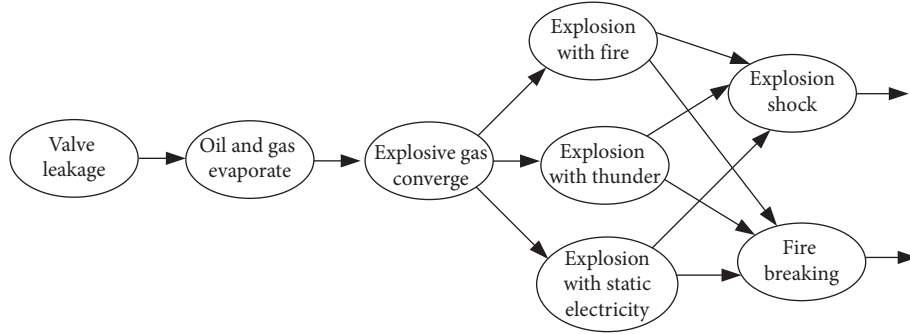 Valve
leakage
Oil and gas
evaporate
Explosive gas
converge
Explosion
with fire
Explosion
with thunder
Explosion
with static
electricity
Explosion
shock
Fire
breaking